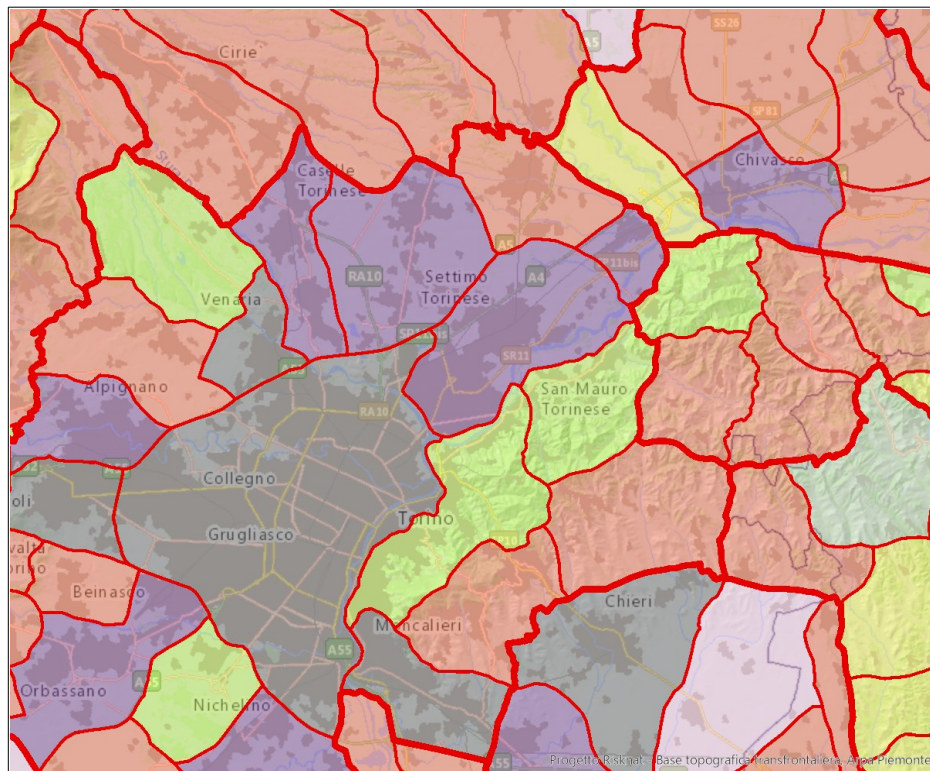 SS26
A5
Cirie
SP81
Chivasso
Caselle
Torinese
A5
SP11bis
RA10
Settimo
Torinese
A4
Venaria
SR11
Alpignano
San Mauro
Torinese
RA10
Collegno
Torino
Grugliasco
Beinasco
Chieri
Moncalieri
A55
Orbassano
Nichelino
A55
Progetto Risknat - Base topografica transfrontaliera, Arpa Piemonte